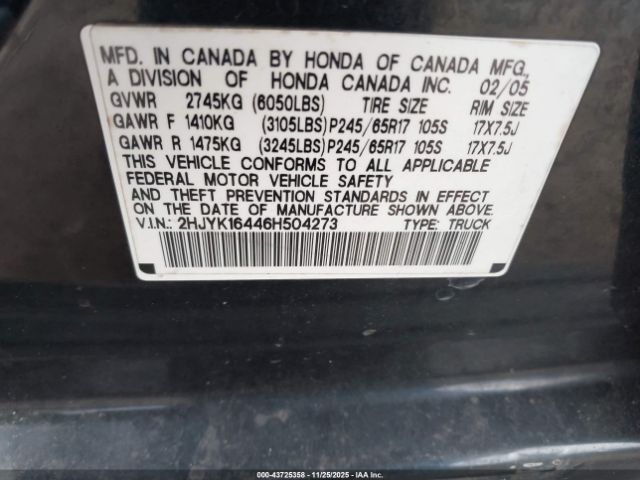 MFD. IN CANADA BY HONDA OF CANADA MFG.,
A DIVISION OF HONDA CANADA INC. 02/05
GVWR 2745KG (6050LBS) TIRE SIZE RIM SIZE
GAWR F 1410KG (3105LBS) P245/65R17 105S 17X7.5J
GAWR R 1475KG (3245LBS) P245/65R17 105S 17X7.5J
THIS VEHICLE CONFORMS TO ALL APPLICABLE
FEDERAL MOTOR VEHICLE SAFETY
AND THEFT PREVENTION STANDARDS IN EFFECT
ON THE DATE OF MANUFACTURE SHOWN ABOVE.
V.I.N.: 2HJYK16446H504273 TYPE: TRUCK
000-43725358 - 11/25/2025 - IAA.com